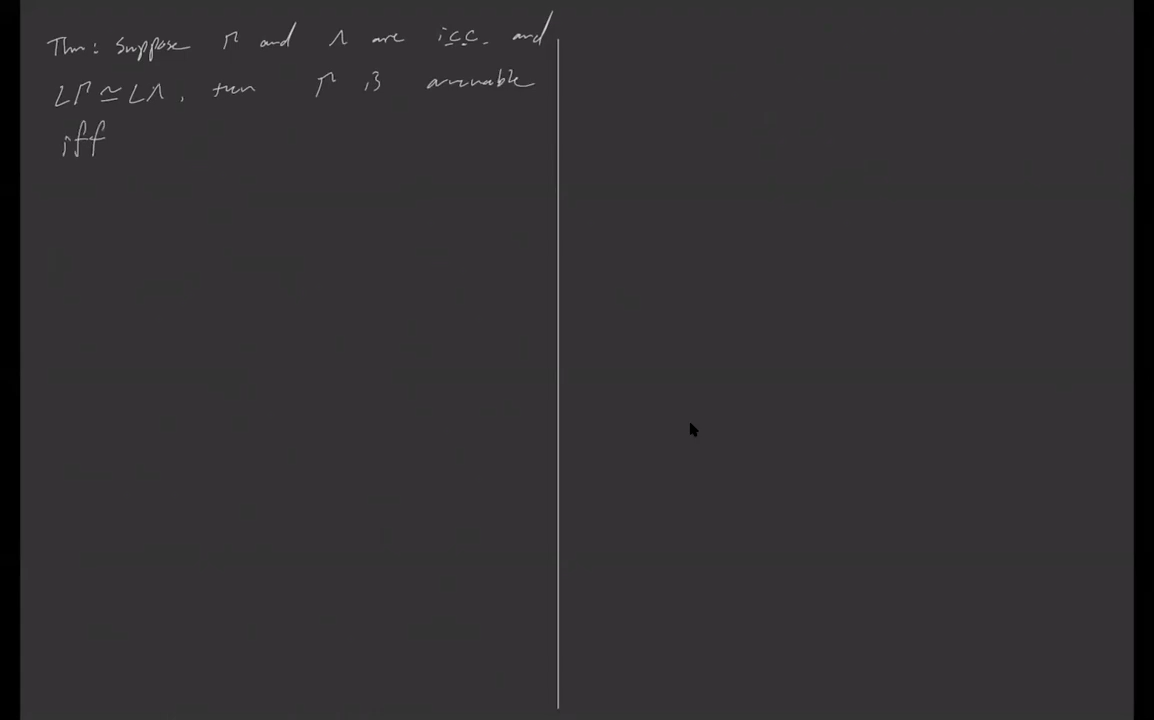 Thm: Suppose Γ and Λ are i.c.c. and
LΓ ≅ LΛ, then Γ is amenable
iff